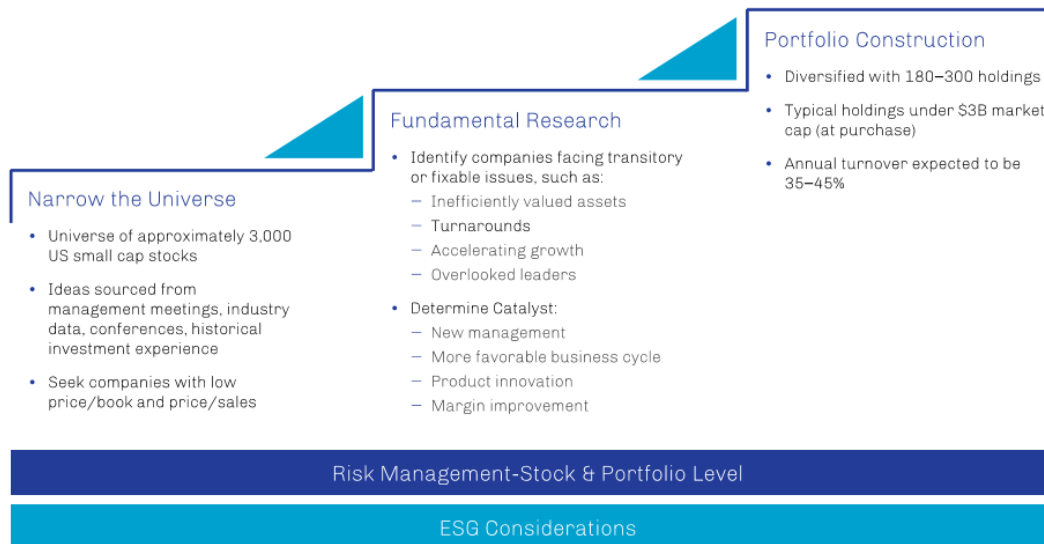 Narrow the Universe
• Universe of approximately 3,000
US small cap stocks
• Ideas sourced from
management meetings, industry
data, conferences, historical
investment experience
• Seek companies with low
price/book and price/sales
Fundamental Research
• Identify companies facing transitory
or fixable issues, such as:
– Inefficiently valued assets
– Turnarounds
– Accelerating growth
– Overlooked leaders
• Determine Catalyst:
– New management
– More favorable business cycle
– Product innovation
– Margin improvement
Portfolio Construction
• Diversified with 180–300 holdings
• Typical holdings under $3B market
cap (at purchase)
• Annual turnover expected to be
35–45%
Risk Management-Stock & Portfolio Level
ESG Considerations